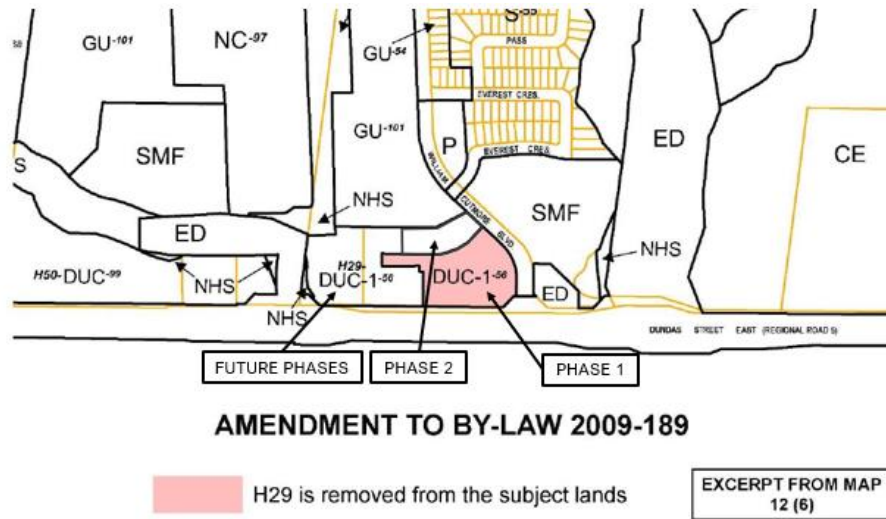 S-55
GU-101
NC-97
GU-54
PASS
EVEREST CRES.
GU-101
P
ED
CE
SMF
EVEREST CRES.
S
WILLIAM CUTMORE BLVD
NHS
SMF
ED
NHS
H50-DUC-99
NHS
H29-
DUC-1-56
DUC-1-56
ED
NHS
DUNDAS STREET EAST (REGIONAL ROAD 5)
FUTURE PHASES
PHASE 2
PHASE 1
AMENDMENT TO BY-LAW 2009-189
H29 is removed from the subject lands
EXCERPT FROM MAP
12 (6)